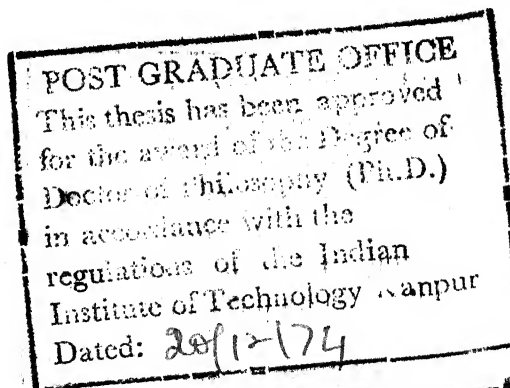 POST GRADUATE OFFICE
This thesis has been approved
for the award of the Degree of
Doctor of Philosophy (Ph.D.)
in accordance with the
regulations of the Indian
Institute of Technology Kanpur
Dated: 20/12/74